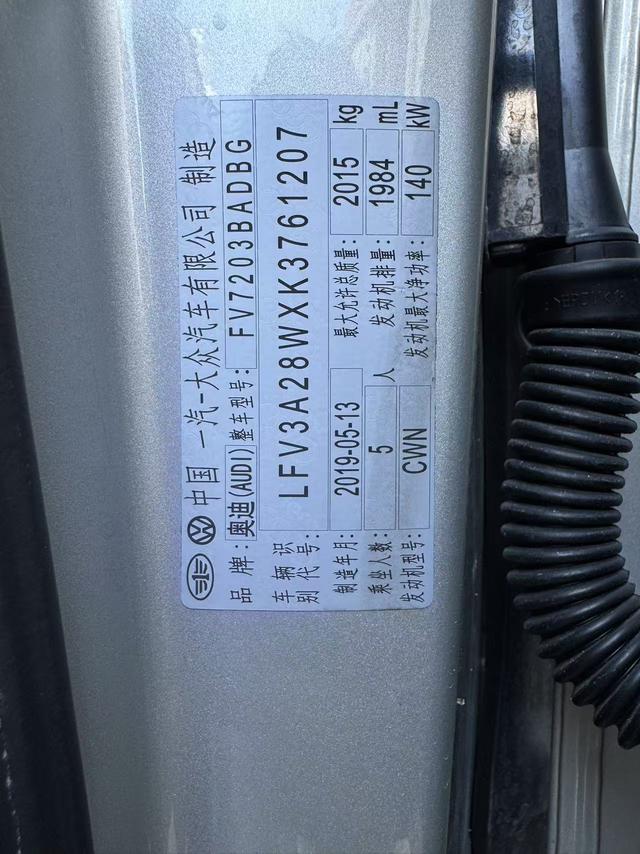 中国 一汽-大众汽车有限公司 制造
品牌: 奥迪(AUDI) 整车型号: FV7203BADBG
车辆识别代号: LFV3A28WXK3761207
制造年月: 2019-05-13 最大允许总质量: 2015 kg
乘坐人数: 5 人 发动机排量: 1984 mL
发动机型号: CWN 发动机最大净功率: 140 kW